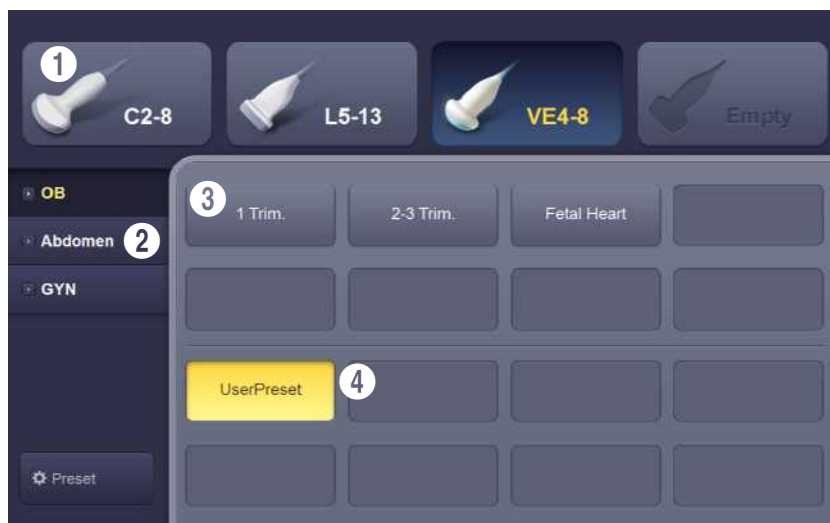 ①
C2-8
L5-13
VE4-8
Empty
OB
Abdomen ②
GYN
③ 1 Trim.
2-3 Trim.
Fetal Heart
UserPreset ④
Preset